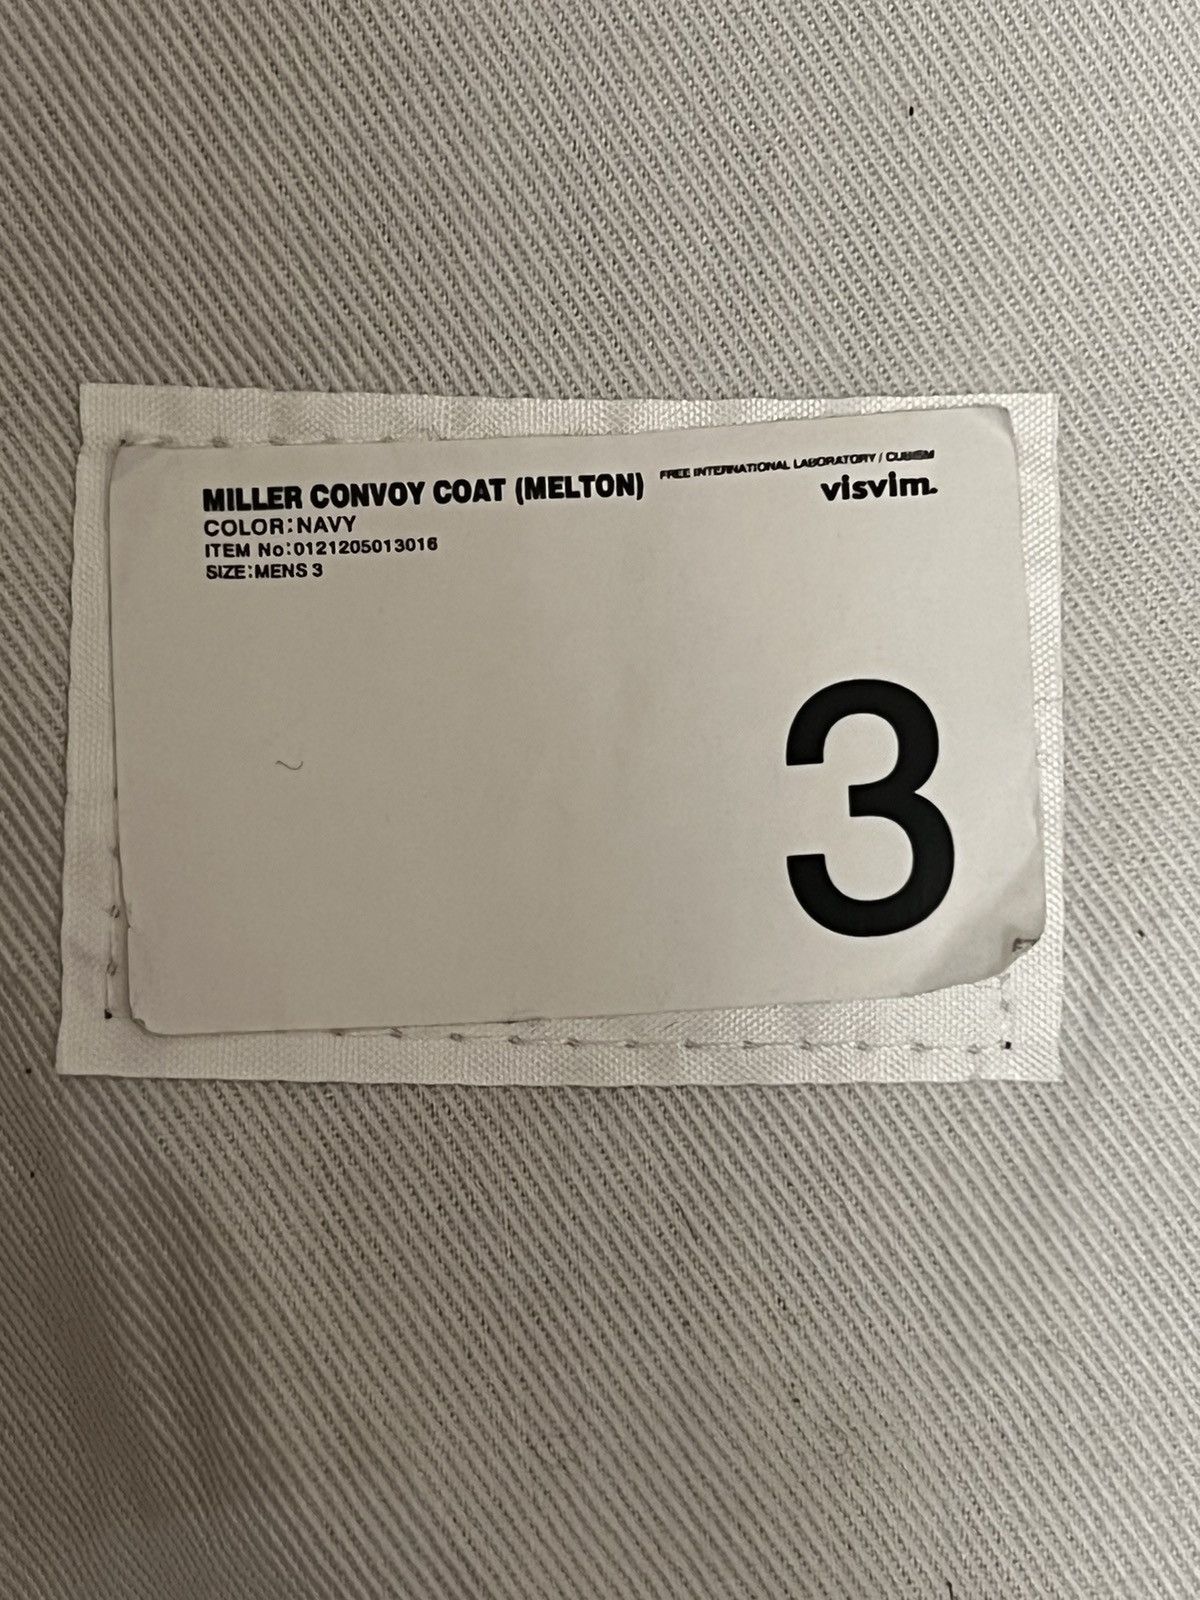 MILLER CONVOY COAT (MELTON)
COLOR:NAVY
ITEM No:0121205013016
SIZE:MENS 3
FREE INTERNATIONAL LABORATORY / CUBISM
visvim.
3